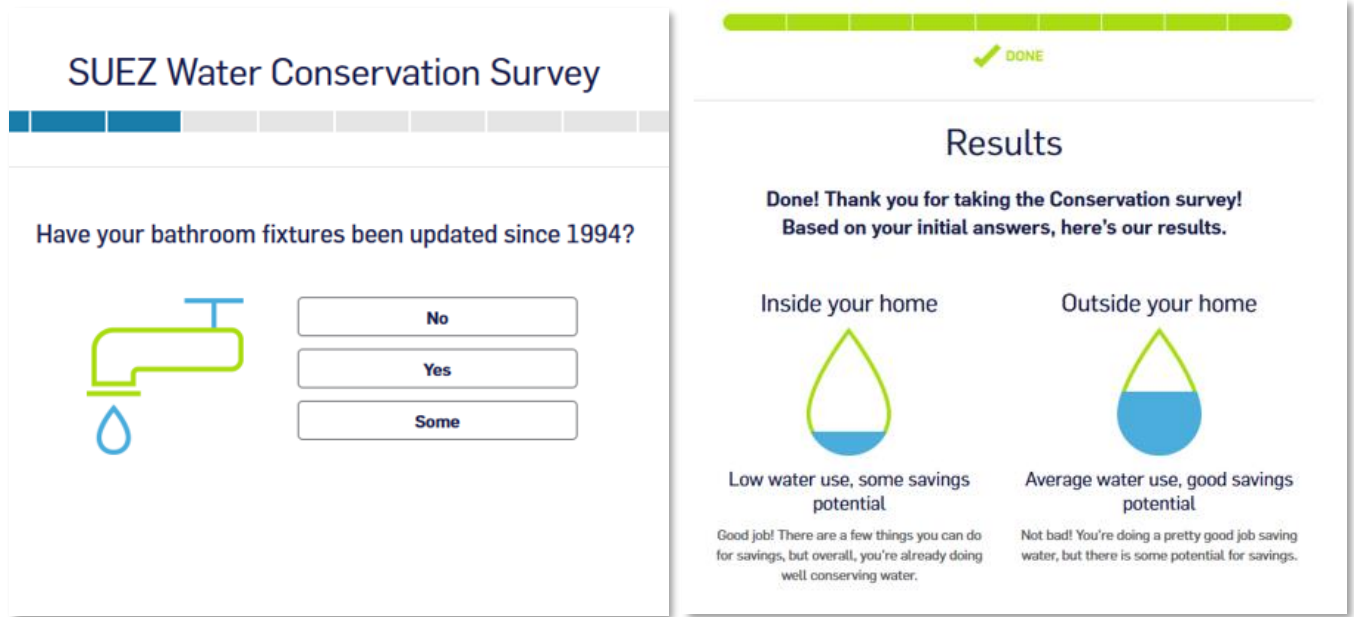 SUEZ Water Conservation Survey
Have your bathroom fixtures been updated since 1994?
No
Yes
Some
DONE
Results
Done! Thank you for taking the Conservation survey!
Based on your initial answers, here's our results.
Inside your home
Low water use, some savings
potential
Good job! There are a few things you can do
for savings, but overall, you're already doing
well conserving water.
Outside your home
Average water use, good savings
potential
Not bad! You're doing a pretty good job saving
water, but there is some potential for savings.